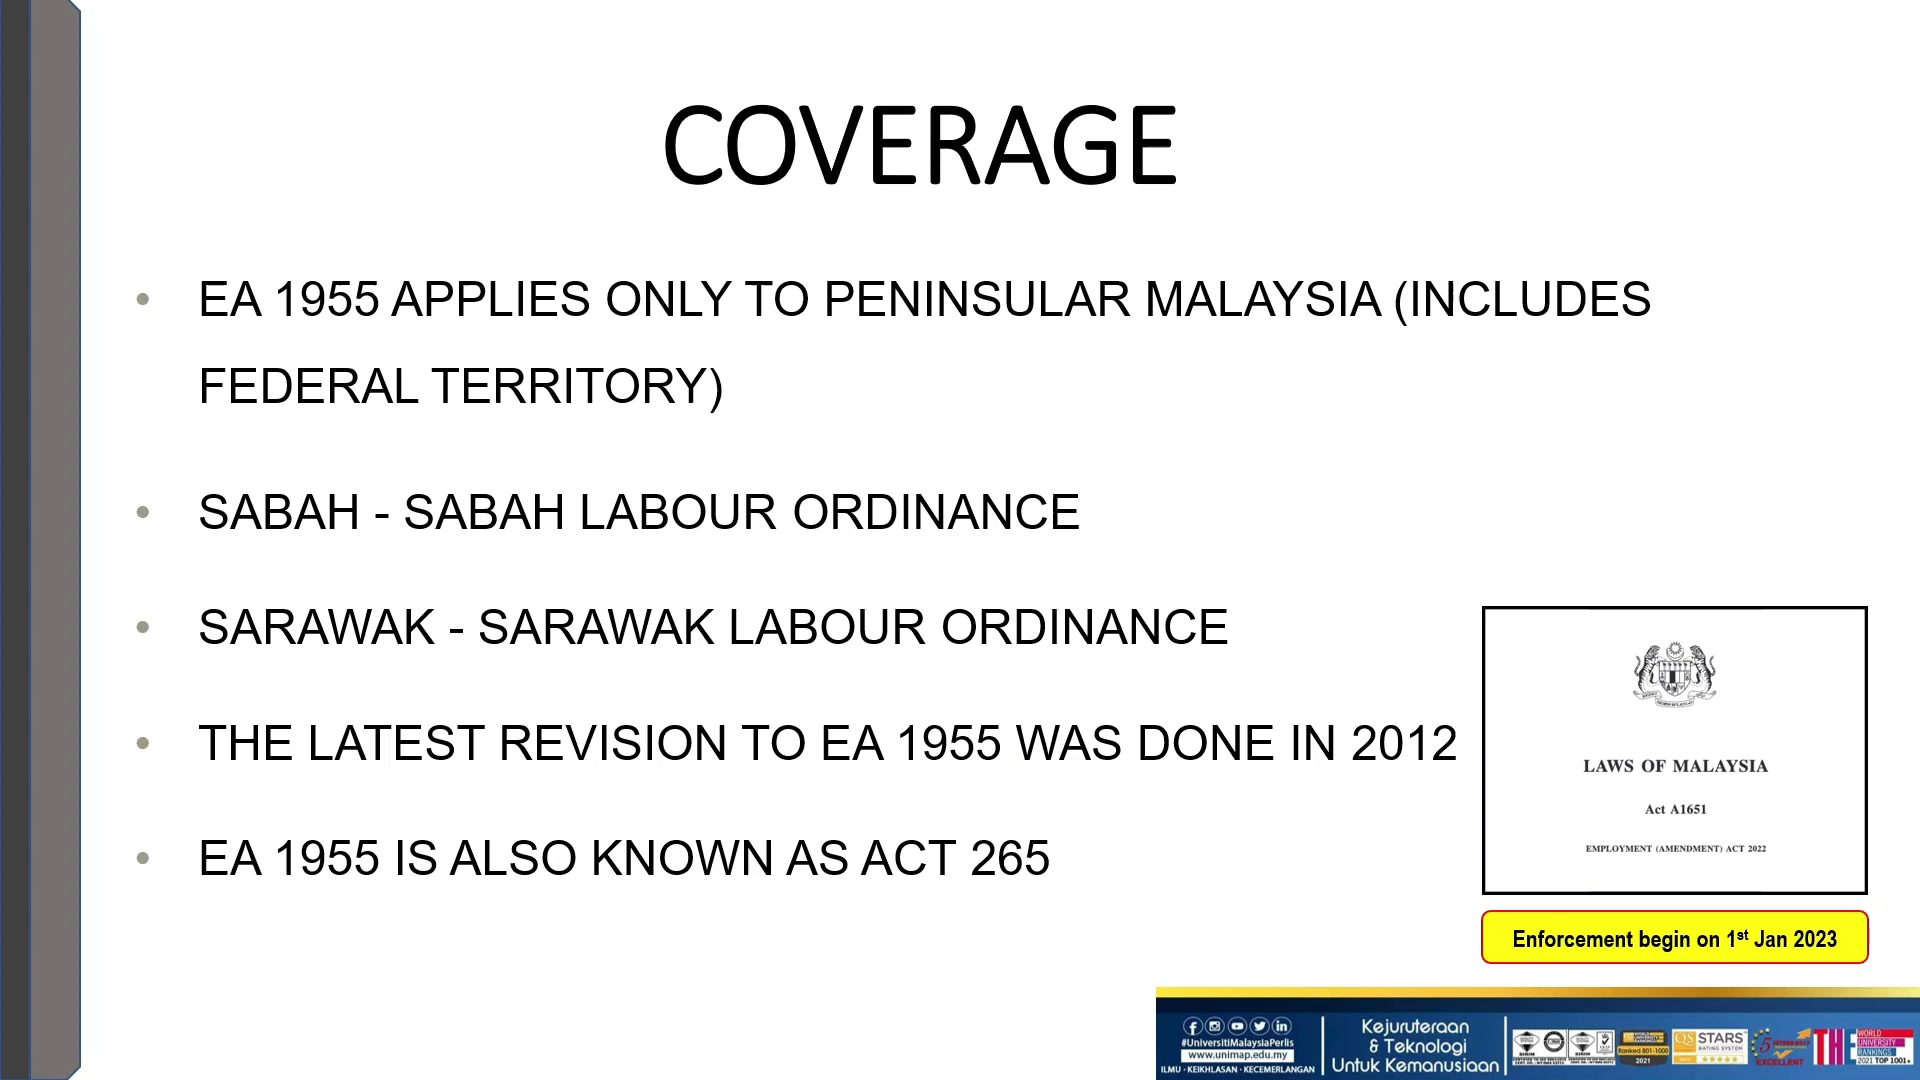 COVERAGE
• EA 1955 APPLIES ONLY TO PENINSULAR MALAYSIA (INCLUDES
FEDERAL TERRITORY)
• SABAH - SABAH LABOUR ORDINANCE
• SARAWAK - SARAWAK LABOUR ORDINANCE
• THE LATEST REVISION TO EA 1955 WAS DONE IN 2012
• EA 1955 IS ALSO KNOWN AS ACT 265
LAWS OF MALAYSIA
Act A1651
EMPLOYMENT (AMENDMENT) ACT 2022
Enforcement begin on 1st Jan 2023
#UniversitiMalaysiaPerlis
www.unimap.edu.my
ILMU · KEIKHLASAN · KECEMERLANGAN
Kejuruteraan
& Teknologi
Untuk Kemanusiaan
Ranked 801-1000
2021
QS STARS
RATING SYSTEM
5
EXCELLENT
THE
WORLD
UNIVERSITY
RANKINGS
2021 TOP 1001+